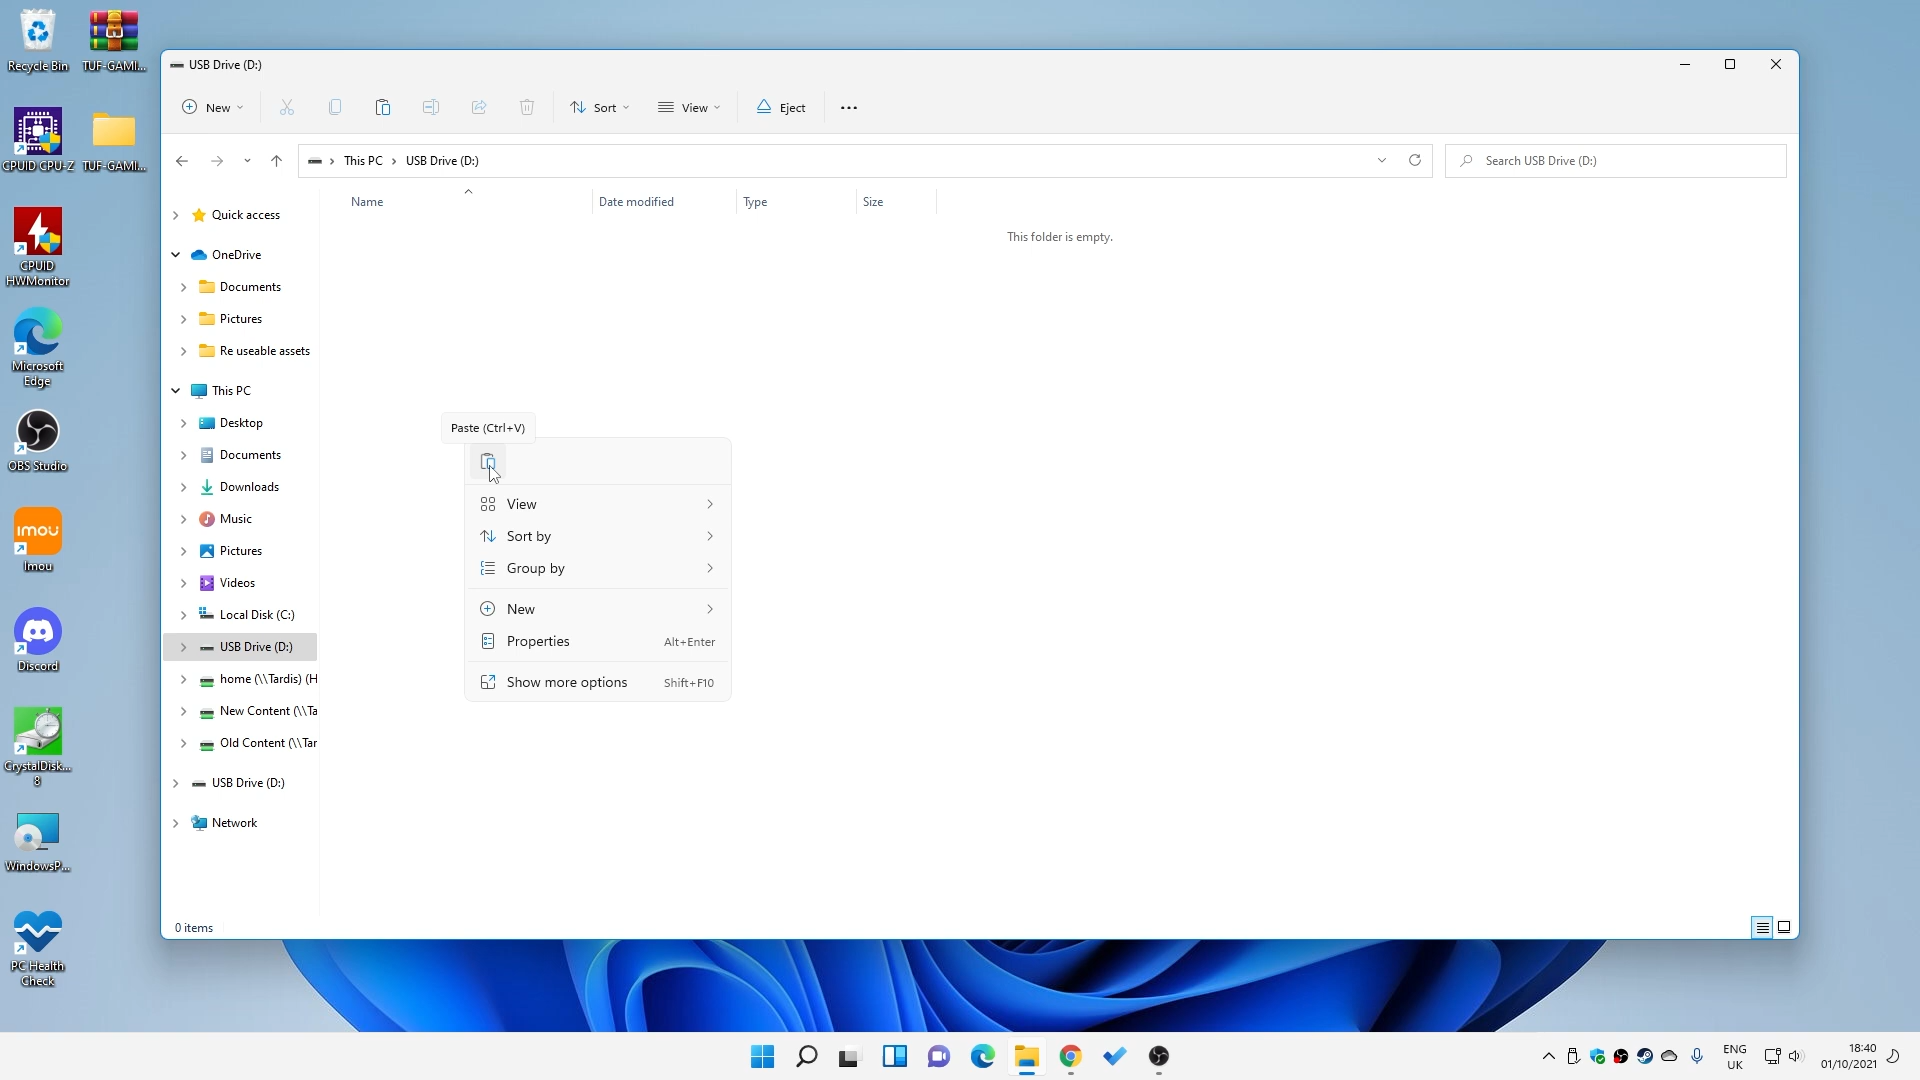 Recycle Bin
TUF-GAMI...
CPUID CPU-Z
TUF-GAMI...
CPUID
HWMonitor
Microsoft
Edge
OBS Studio
imou
Imou
Discord
CrystalDisk...
8
WindowsP...
PC Health
Check
USB Drive (D:)
New
Sort
View
Eject
This PC
USB Drive (D:)
Search USB Drive (D:)
Name
Date modified
Type
Size
This folder is empty.
Quick access
OneDrive
Documents
Pictures
Re useable assets
This PC
Desktop
Documents
Downloads
Music
Pictures
Videos
Local Disk (C:)
USB Drive (D:)
home (\\Tardis) (H
New Content (\\Ta
Old Content (\\Tar
USB Drive (D:)
Network
Paste (Ctrl+V)
View
Sort by
Group by
New
Properties Alt+Enter
Show more options Shift+F10
0 items
ENG
UK
18:40
01/10/2021